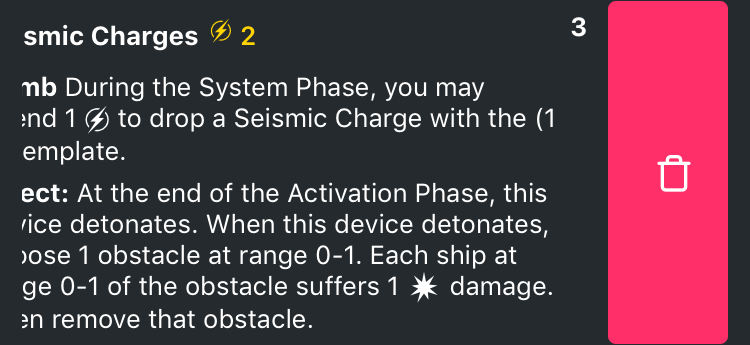 smic Charges 2 3
mb During the System Phase, you may
end 1 to drop a Seismic Charge with the (1
emplate.
ect: At the end of the Activation Phase, this
vice detonates. When this device detonates,
oose 1 obstacle at range 0-1. Each ship at
ge 0-1 of the obstacle suffers 1 damage.
en remove that obstacle.